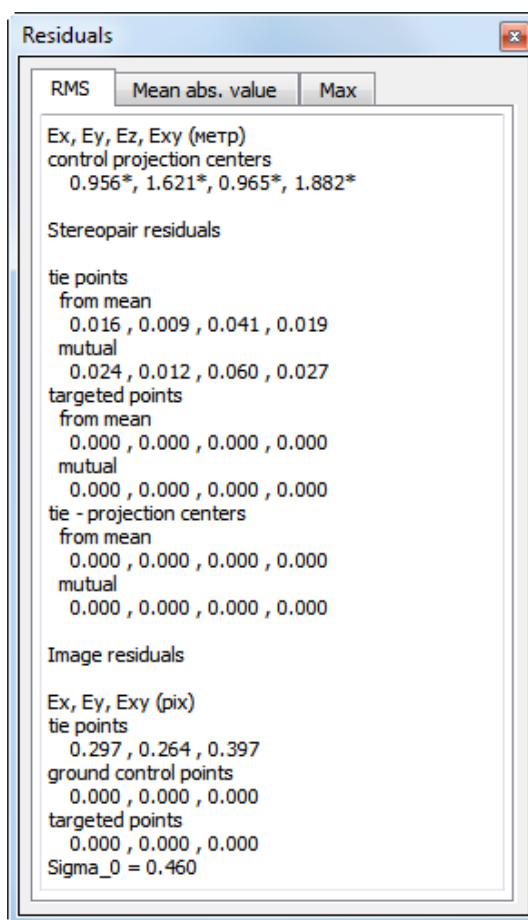 Residuals
RMS
Mean abs. value
Max
Ex, Ey, Ez, Exy (метр)
control projection centers
0.956*, 1.621*, 0.965*, 1.882*
Stereopair residuals
tie points
from mean
0.016 , 0.009 , 0.041 , 0.019
mutual
0.024 , 0.012 , 0.060 , 0.027
targeted points
from mean
0.000 , 0.000 , 0.000 , 0.000
mutual
0.000 , 0.000 , 0.000 , 0.000
tie - projection centers
from mean
0.000 , 0.000 , 0.000 , 0.000
mutual
0.000 , 0.000 , 0.000 , 0.000
Image residuals
Ex, Ey, Exy (pix)
tie points
0.297 , 0.264 , 0.397
ground control points
0.000 , 0.000 , 0.000
targeted points
0.000 , 0.000 , 0.000
Sigma_0 = 0.460